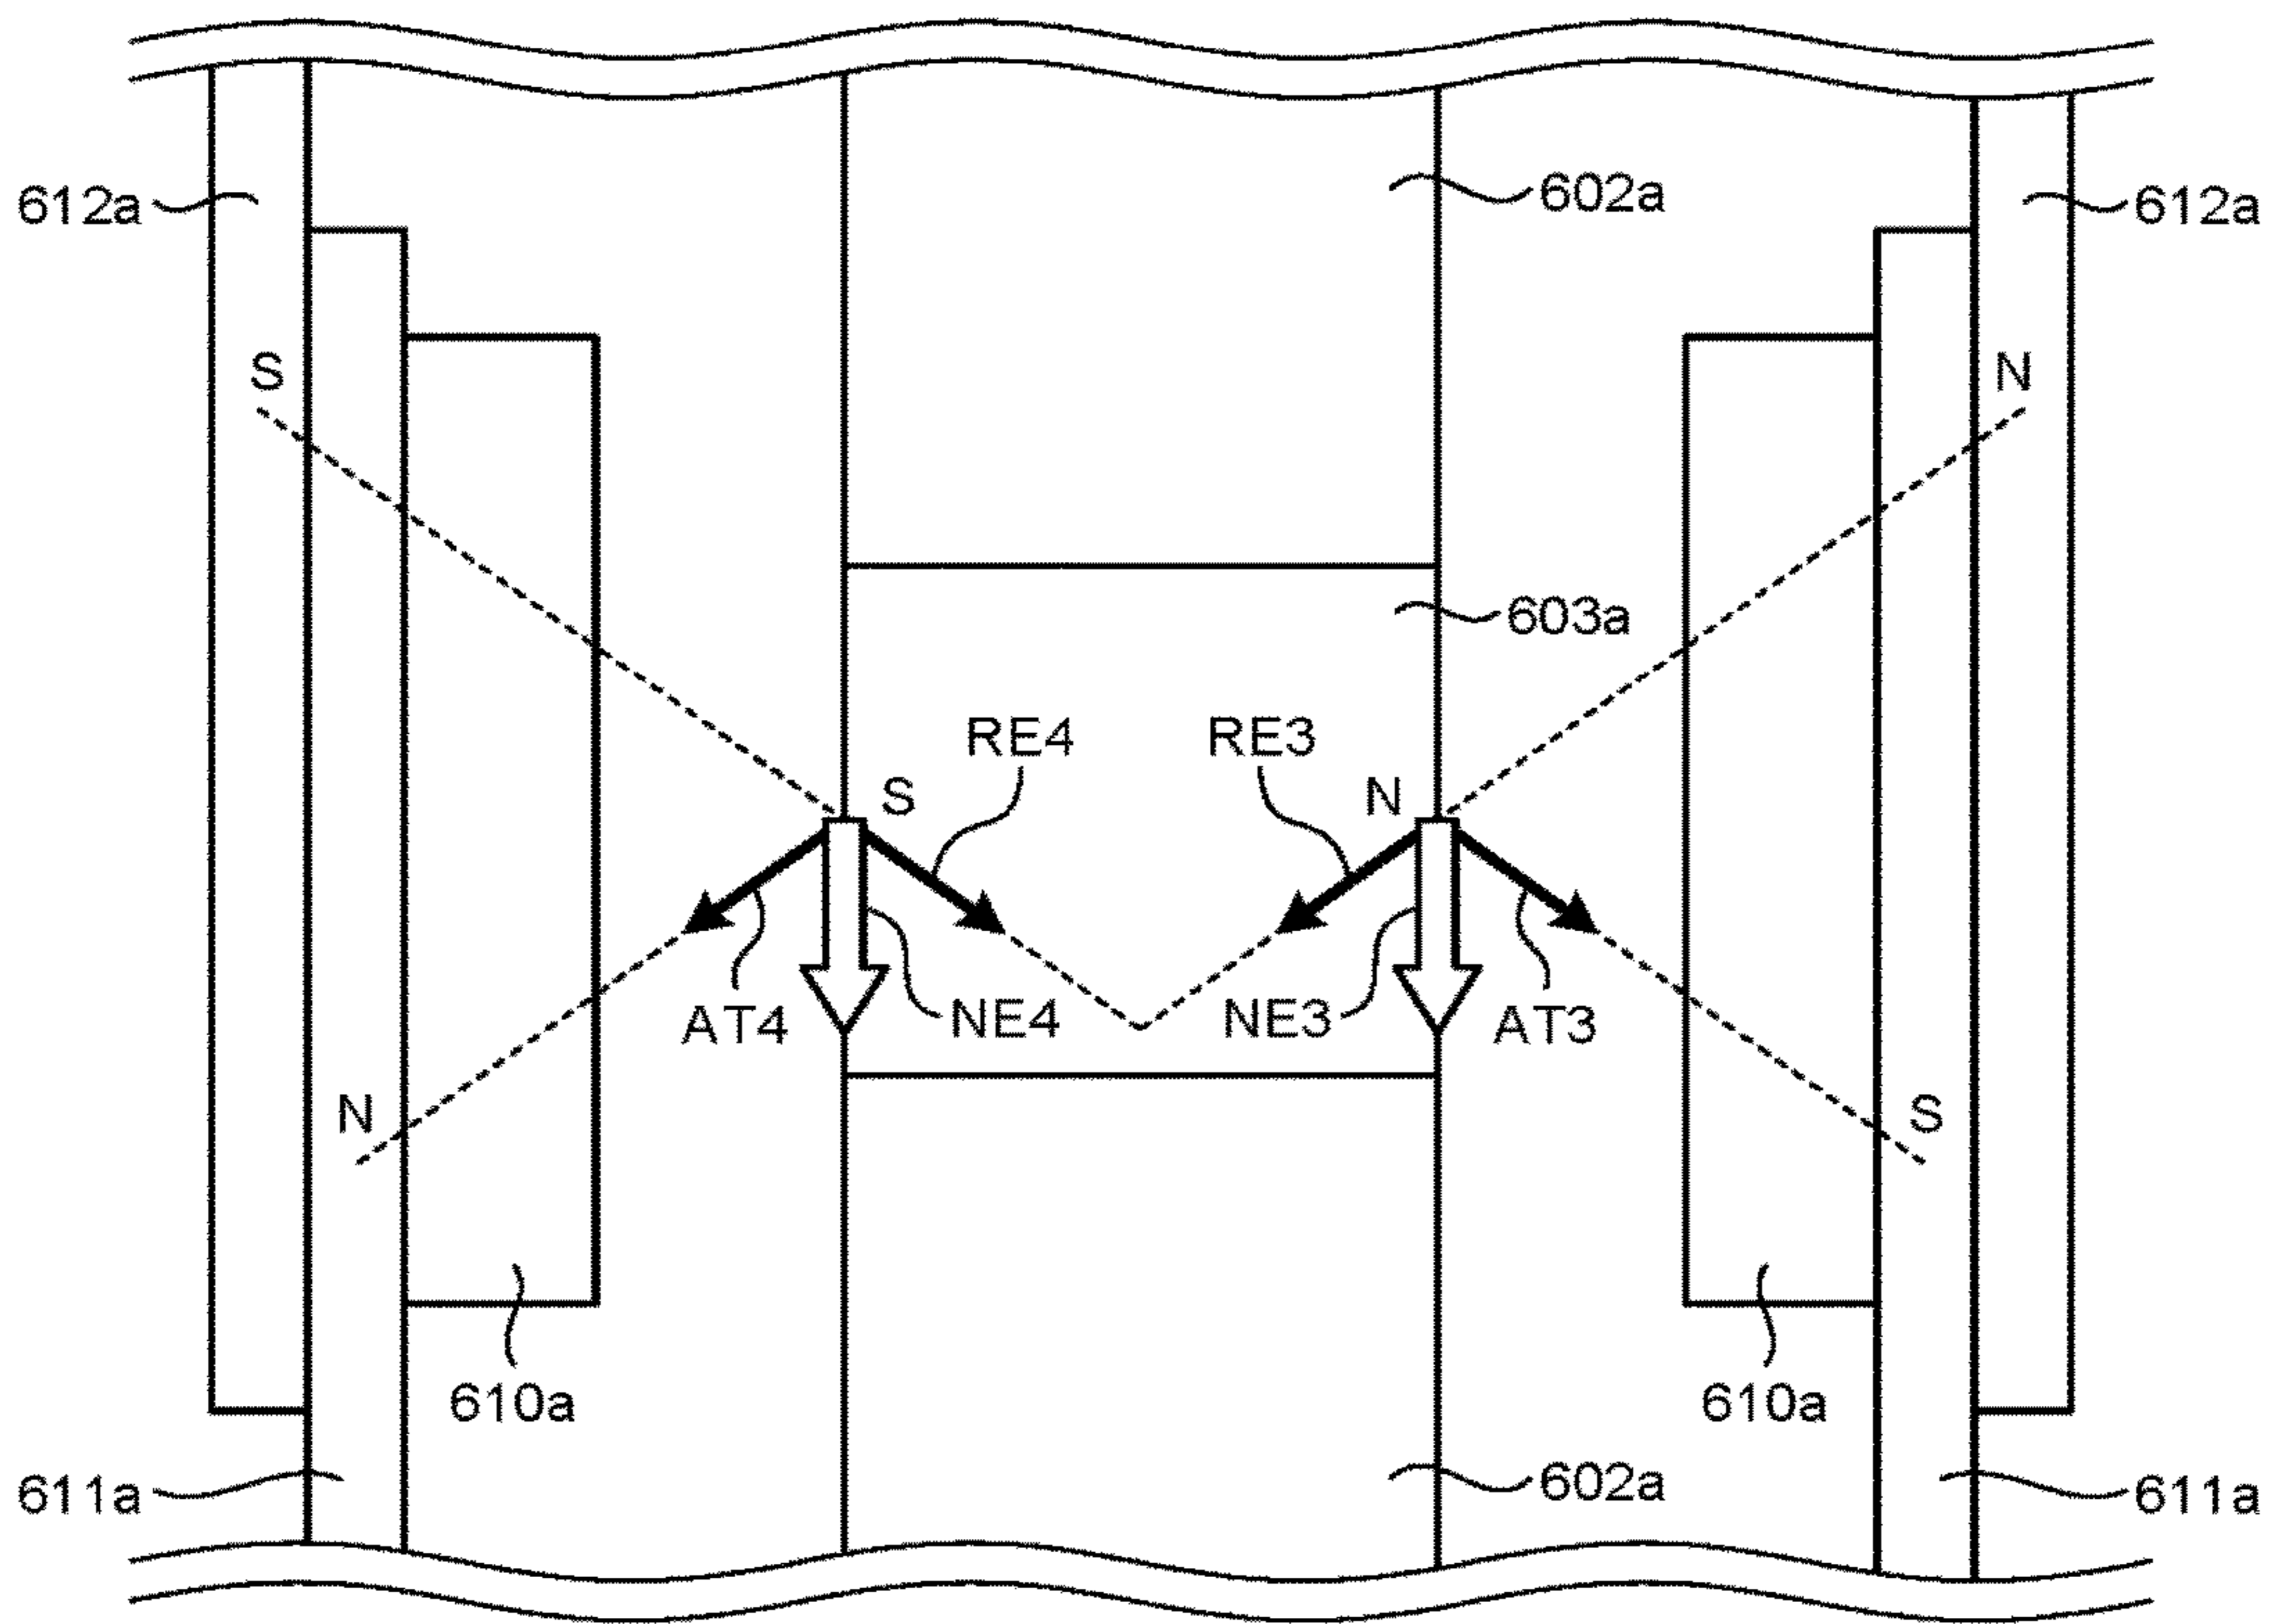 612a 602a 612a
S N
603a
RE4 RE3
S N
AT4 NE4 NE3 AT3
N S
610a 610a
611a 602a 611a